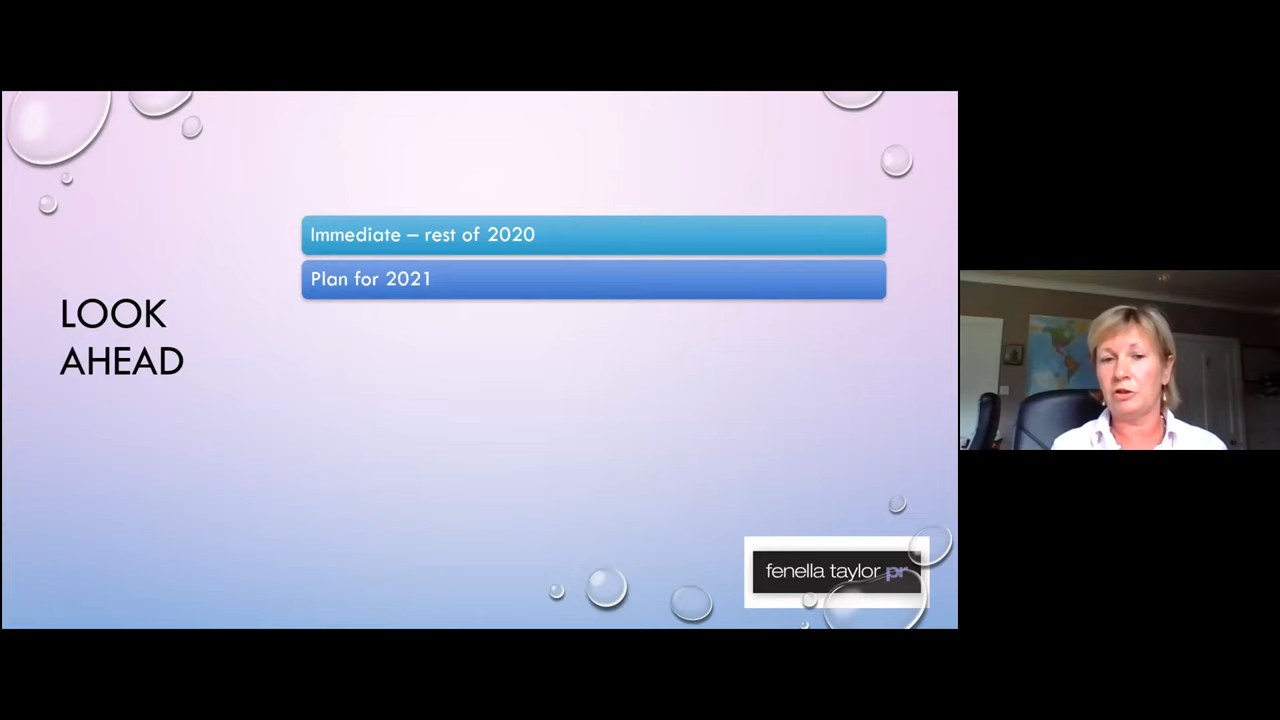 LOOK
AHEAD
Immediate – rest of 2020
Plan for 2021
fenella taylor pr